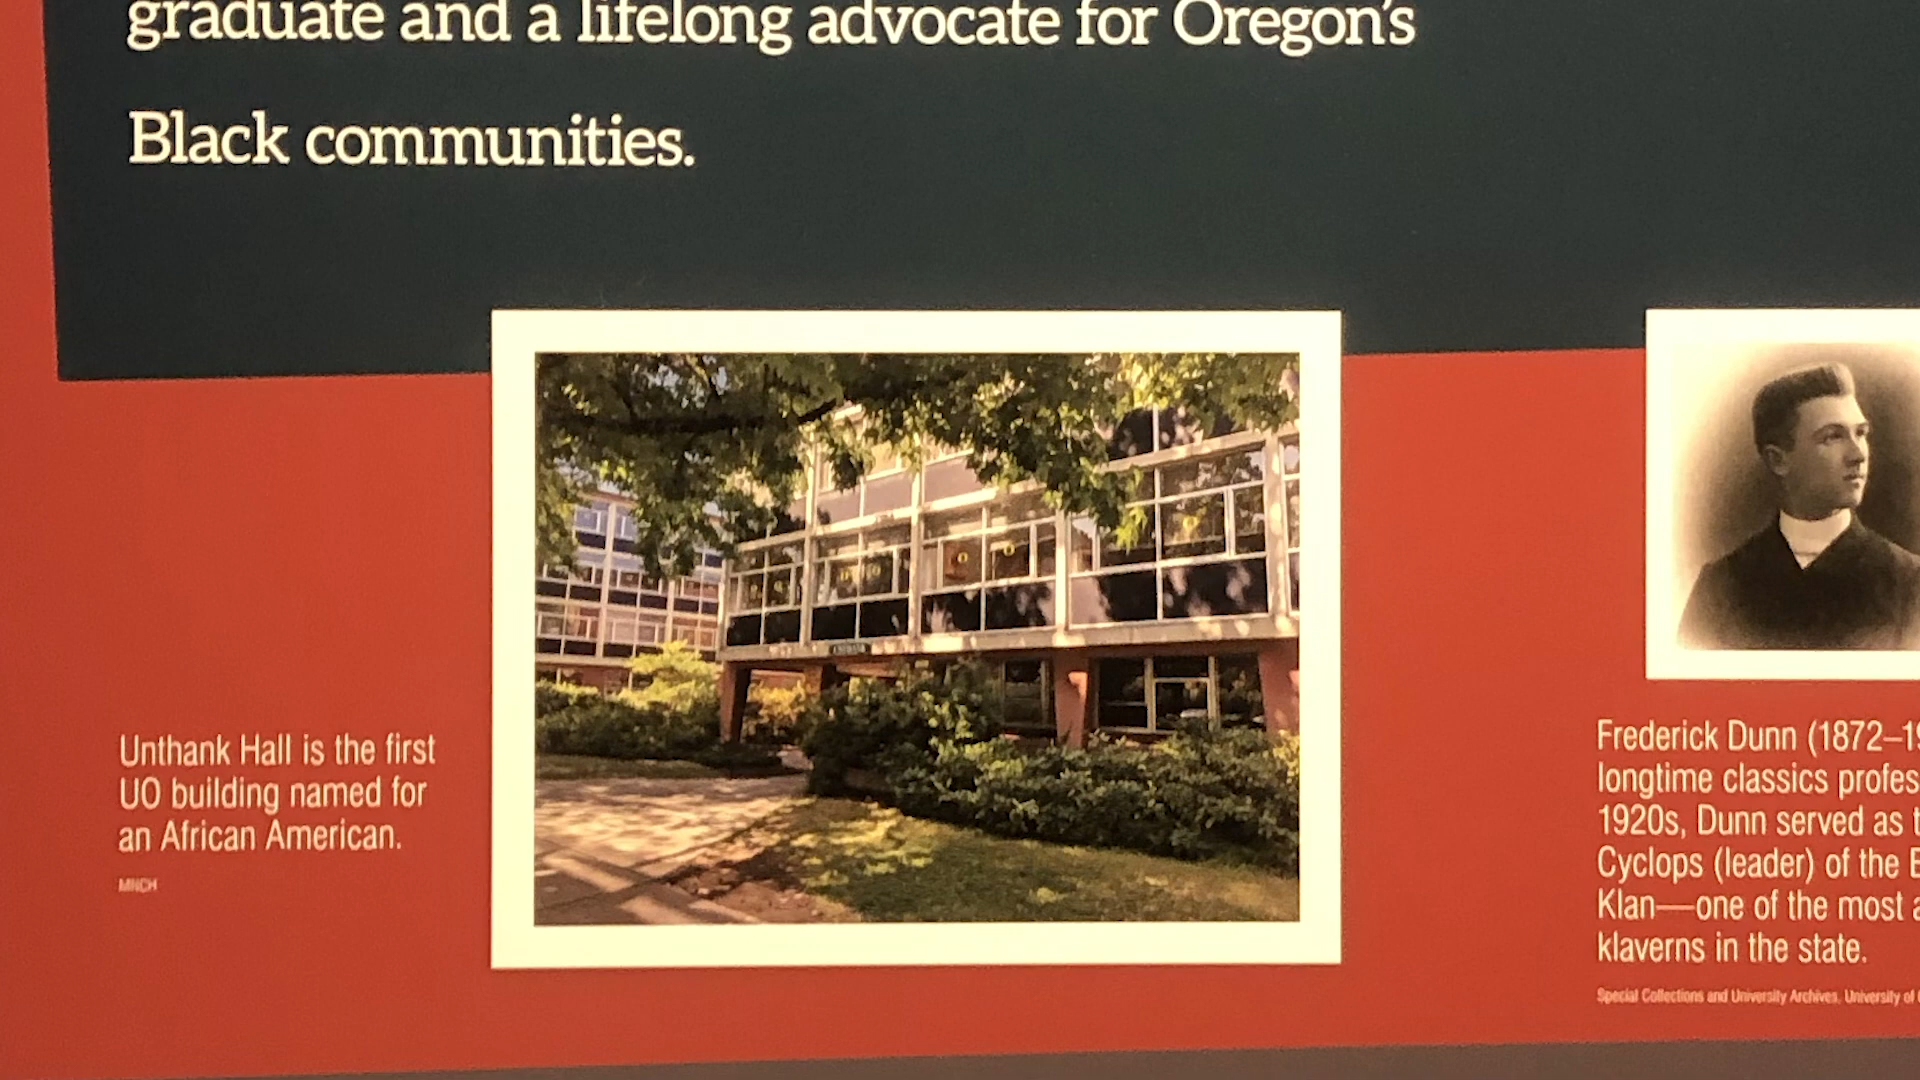 graduate and a lifelong advocate for Oregon's
Black communities.
Unthank Hall is the first
UO building named for
an African American.
MNCH
Frederick Dunn (1872–19
longtime classics profes
1920s, Dunn served as t
Cyclops (leader) of the E
Klan—one of the most a
klaverns in the state.
Special Collections and University Archives, University of